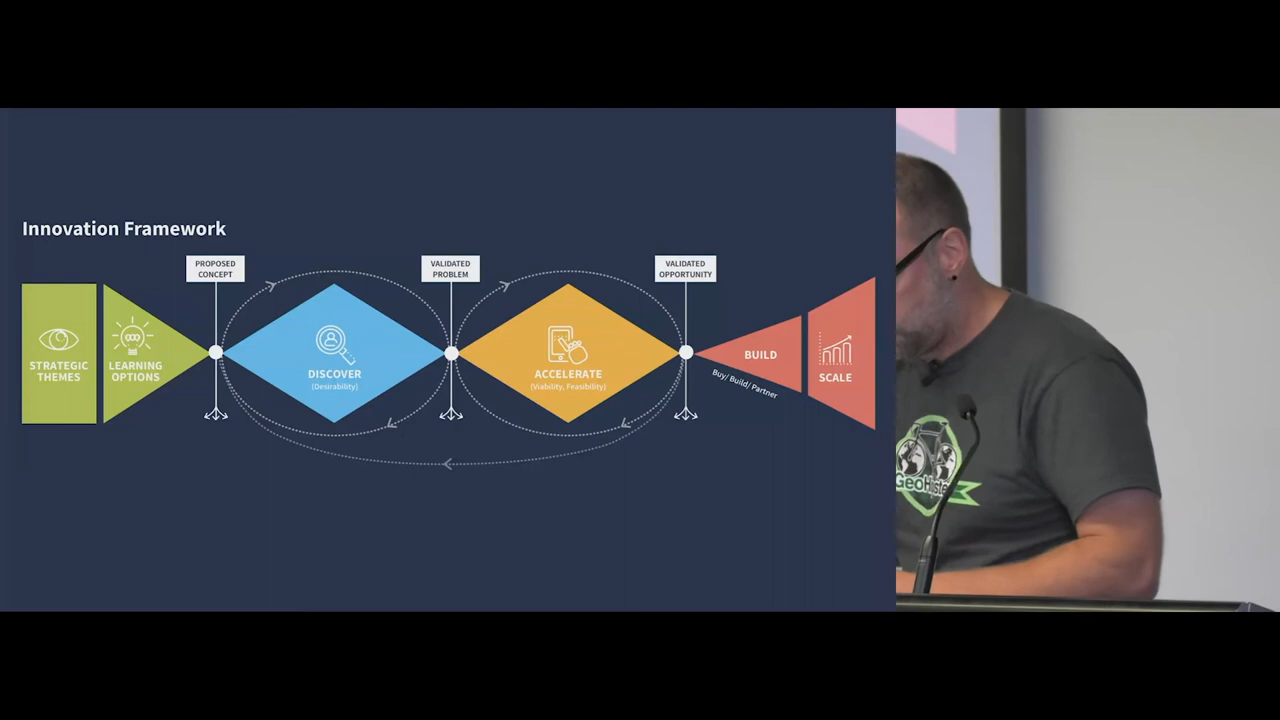 Innovation Framework
PROPOSED
CONCEPT
VALIDATED
PROBLEM
VALIDATED
OPPORTUNITY
STRATEGIC
THEMES
LEARNING
OPTIONS
DISCOVER
(Desirability)
ACCELERATE
(Viability, Feasibility)
BUILD
Buy/ Build/ Partner
SCALE